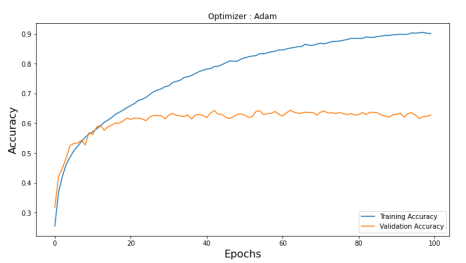 Optimizer : Adam
Accuracy
0.9
0.8
0.7
0.6
0.5
0.4
0.3
0 20 40 60 80 100
Epochs
Training Accuracy
Validation Accuracy